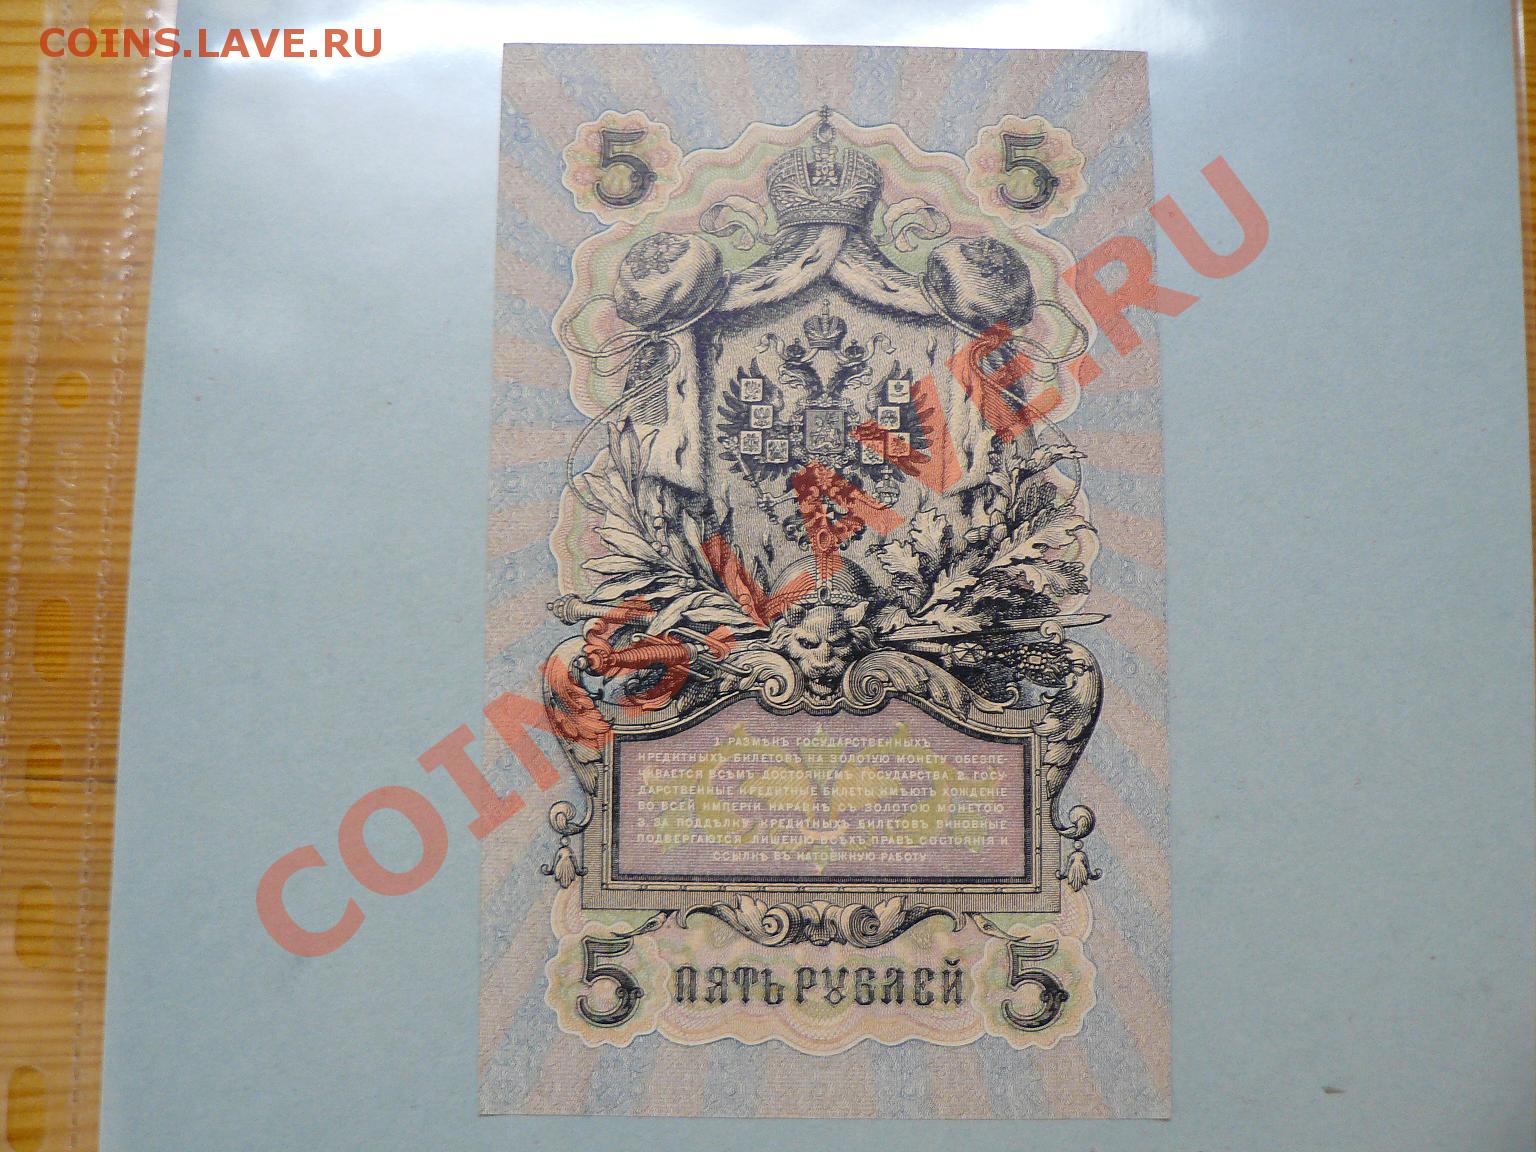 COINS.LAVE.RU
5 5
1. РАЗМѢНЪ ГОСУДАРСТВЕННЫХЪ
КРЕДИТНЫХЪ БИЛЕТОВЪ НА ЗОЛОТУЮ МОНЕТУ ОБЕЗПЕ-
ЧИВАЕТСЯ ВСѢМЪ ДОСТОЯНІЕМЪ ГОСУДАРСТВА. 2. ГОСУ-
ДАРСТВЕННЫЕ КРЕДИТНЫЕ БИЛЕТЫ ИМѢЮТЪ ХОЖДЕНІЕ
ВО ВСЕЙ ИМПЕРІИ НАРАВНѢ СЪ ЗОЛОТОЮ МОНЕТОЮ.
3. ЗА ПОДДѢЛКУ КРЕДИТНЫХЪ БИЛЕТОВЪ ВИНОВНЫЕ
ПОДВЕРГАЮТСЯ ЛИШЕНІЮ ВСѢХЪ ПРАВЪ СОСТОЯНІЯ И
ССЫЛКѢ ВЪ КАТОРЖНУЮ РАБОТУ
5 ПЯТЬ РУБЛЕЙ 5
COINS.LAVE.RU